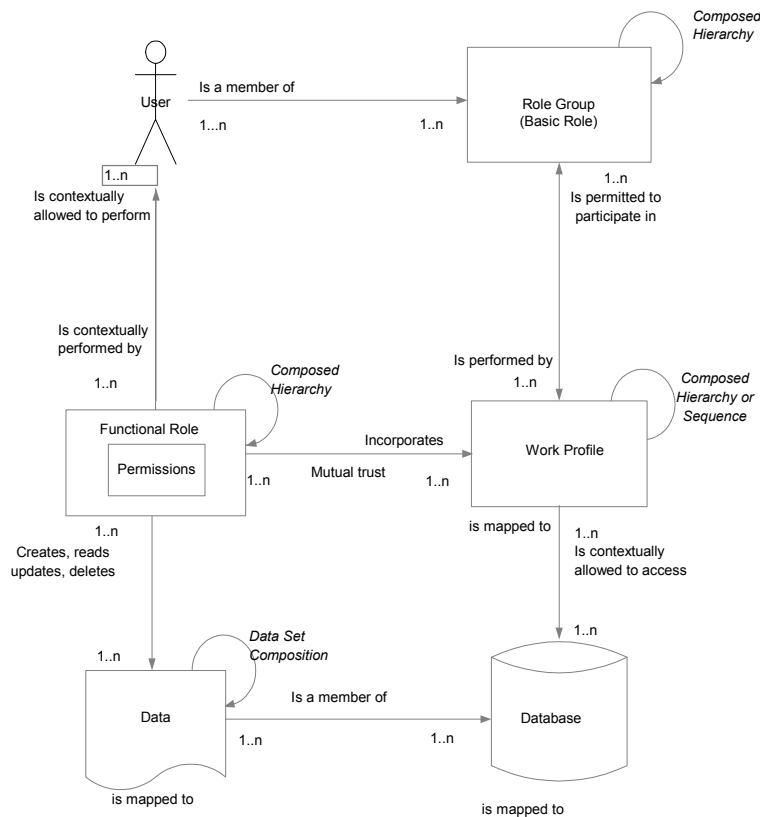 Composed
Hierarchy
User
Is a member of
1...n
1..n
Role Group
(Basic Role)
1..n
Is contextually
allowed to perform
1..n
Is permitted to
participate in
Is contextually
performed by
1..n
Is performed by
1..n
Composed
Hierarchy
Composed
Hierarchy or
Sequence
Functional Role
Permissions
Incorporates
Mutual trust
1..n
1..n
Work Profile
is mapped to
1..n
Creates, reads
updates, deletes
1..n
Is contextually
allowed to access
1..n
1..n
Data Set
Composition
Data
Is a member of
1..n
1..n
Database
is mapped to
is mapped to